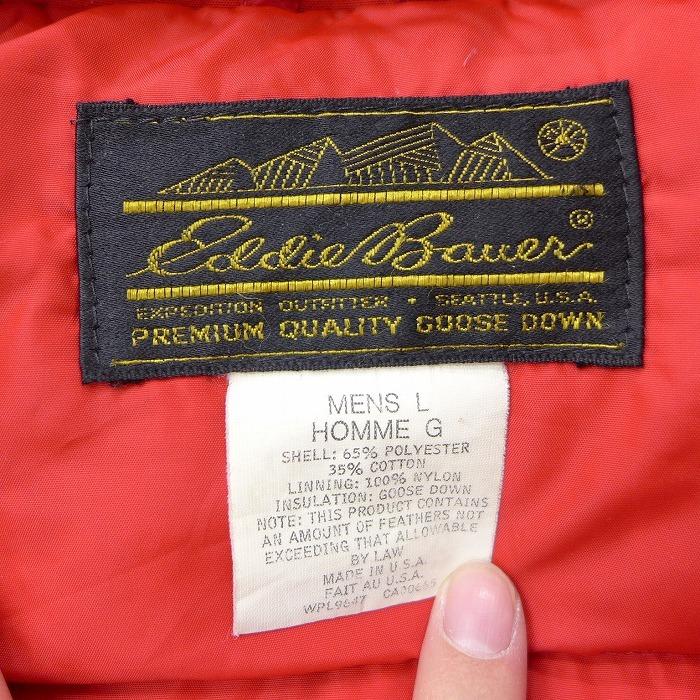 Eddie Bauer ®
EXPEDITION OUTFITTER • SEATTLE, U.S.A.
PREMIUM QUALITY GOOSE DOWN
MENS L
HOMME G
SHELL: 65% POLYESTER
35% COTTON
LINNING: 100% NYLON
INSULATION: GOOSE DOWN
NOTE: THIS PRODUCT CONTAINS
AN AMOUNT OF FEATHERS NOT
EXCEEDING THAT ALLOWABLE
BY LAW
MADE IN U.S.A.
FAIT AU U.S.A.
WPL9647